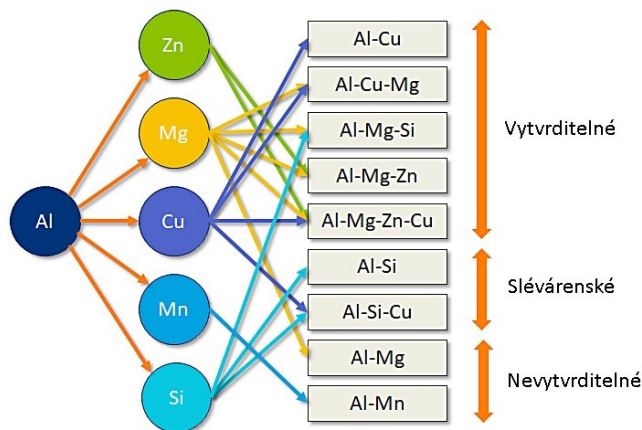 Al
Zn
Mg
Cu
Mn
Si
Al-Cu
Al-Cu-Mg
Al-Mg-Si
Al-Mg-Zn
Al-Mg-Zn-Cu
Al-Si
Al-Si-Cu
Al-Mg
Al-Mn
Vytvrditelné
Slévárenské
Nevytvrditelné